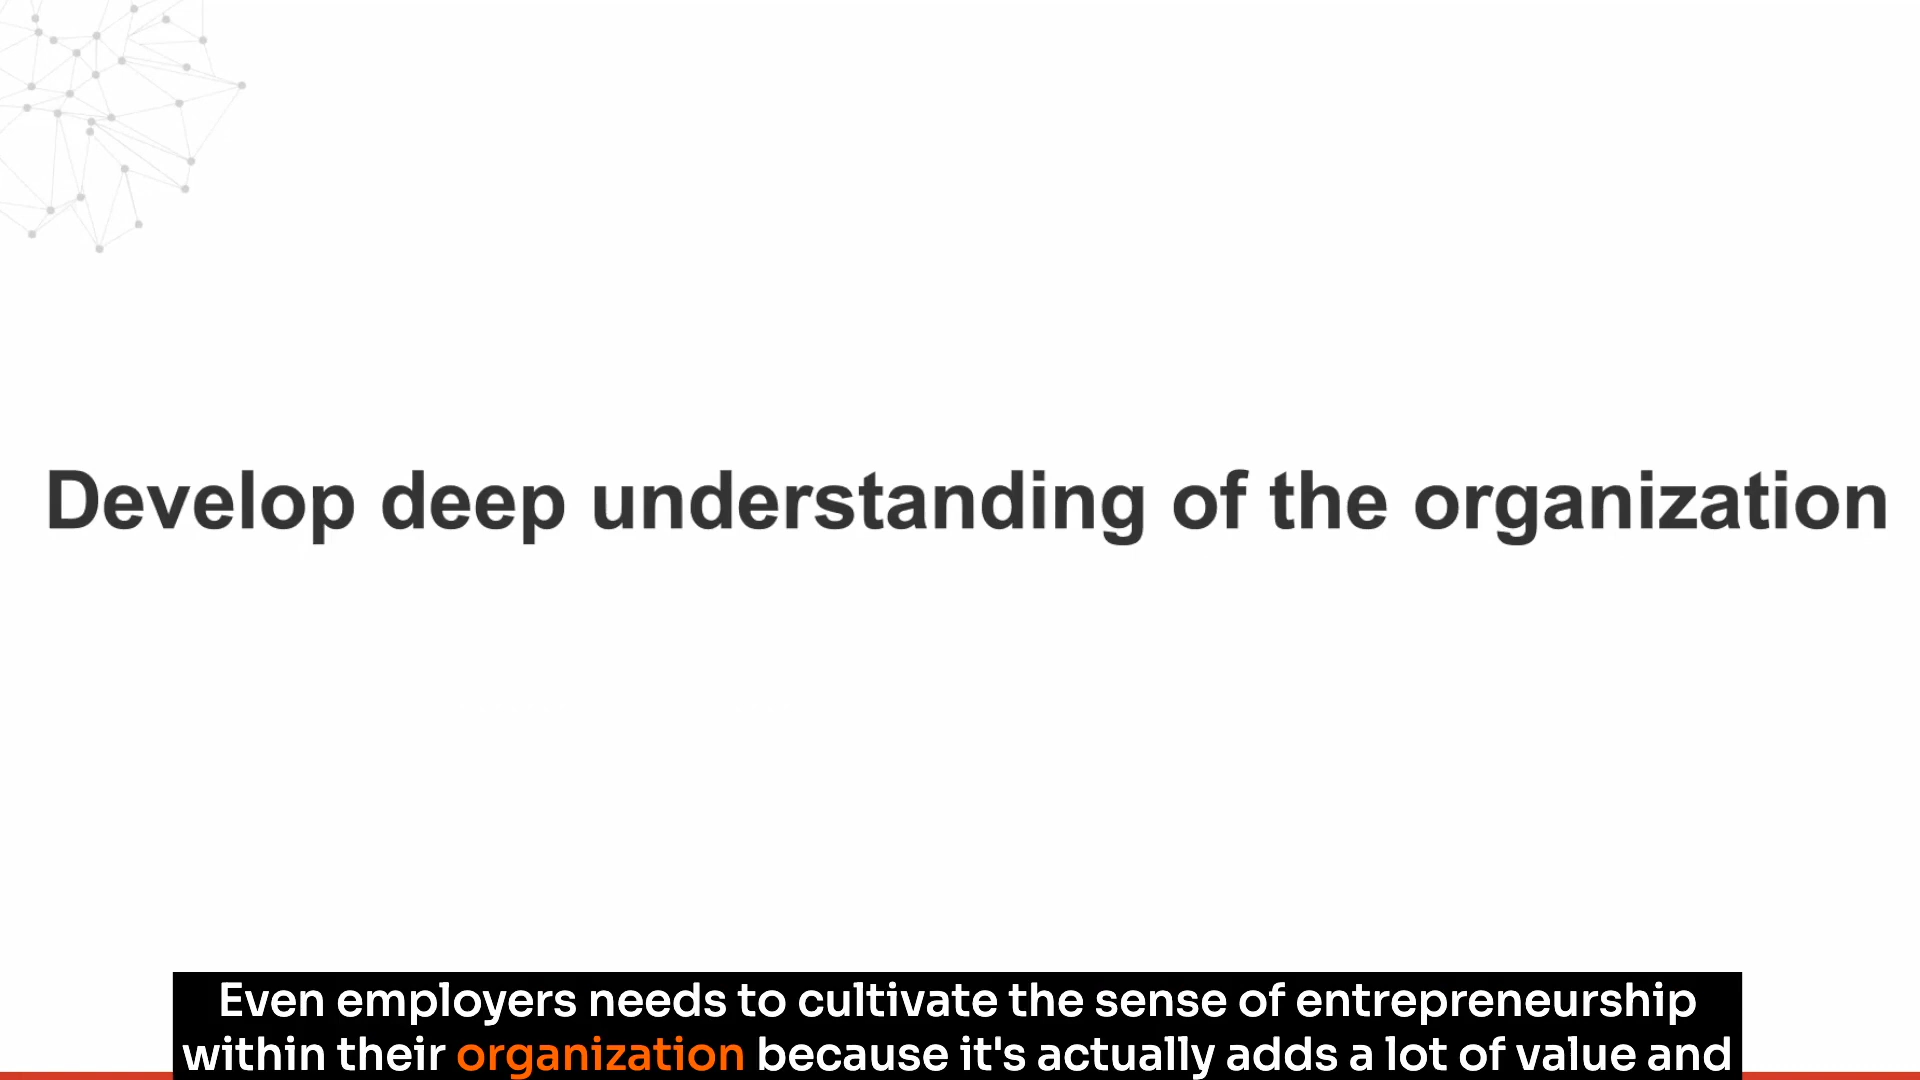 Develop deep understanding of the organization
Even employers needs to cultivate the sense of entrepreneurship
within their organization because it's actually adds a lot of value and